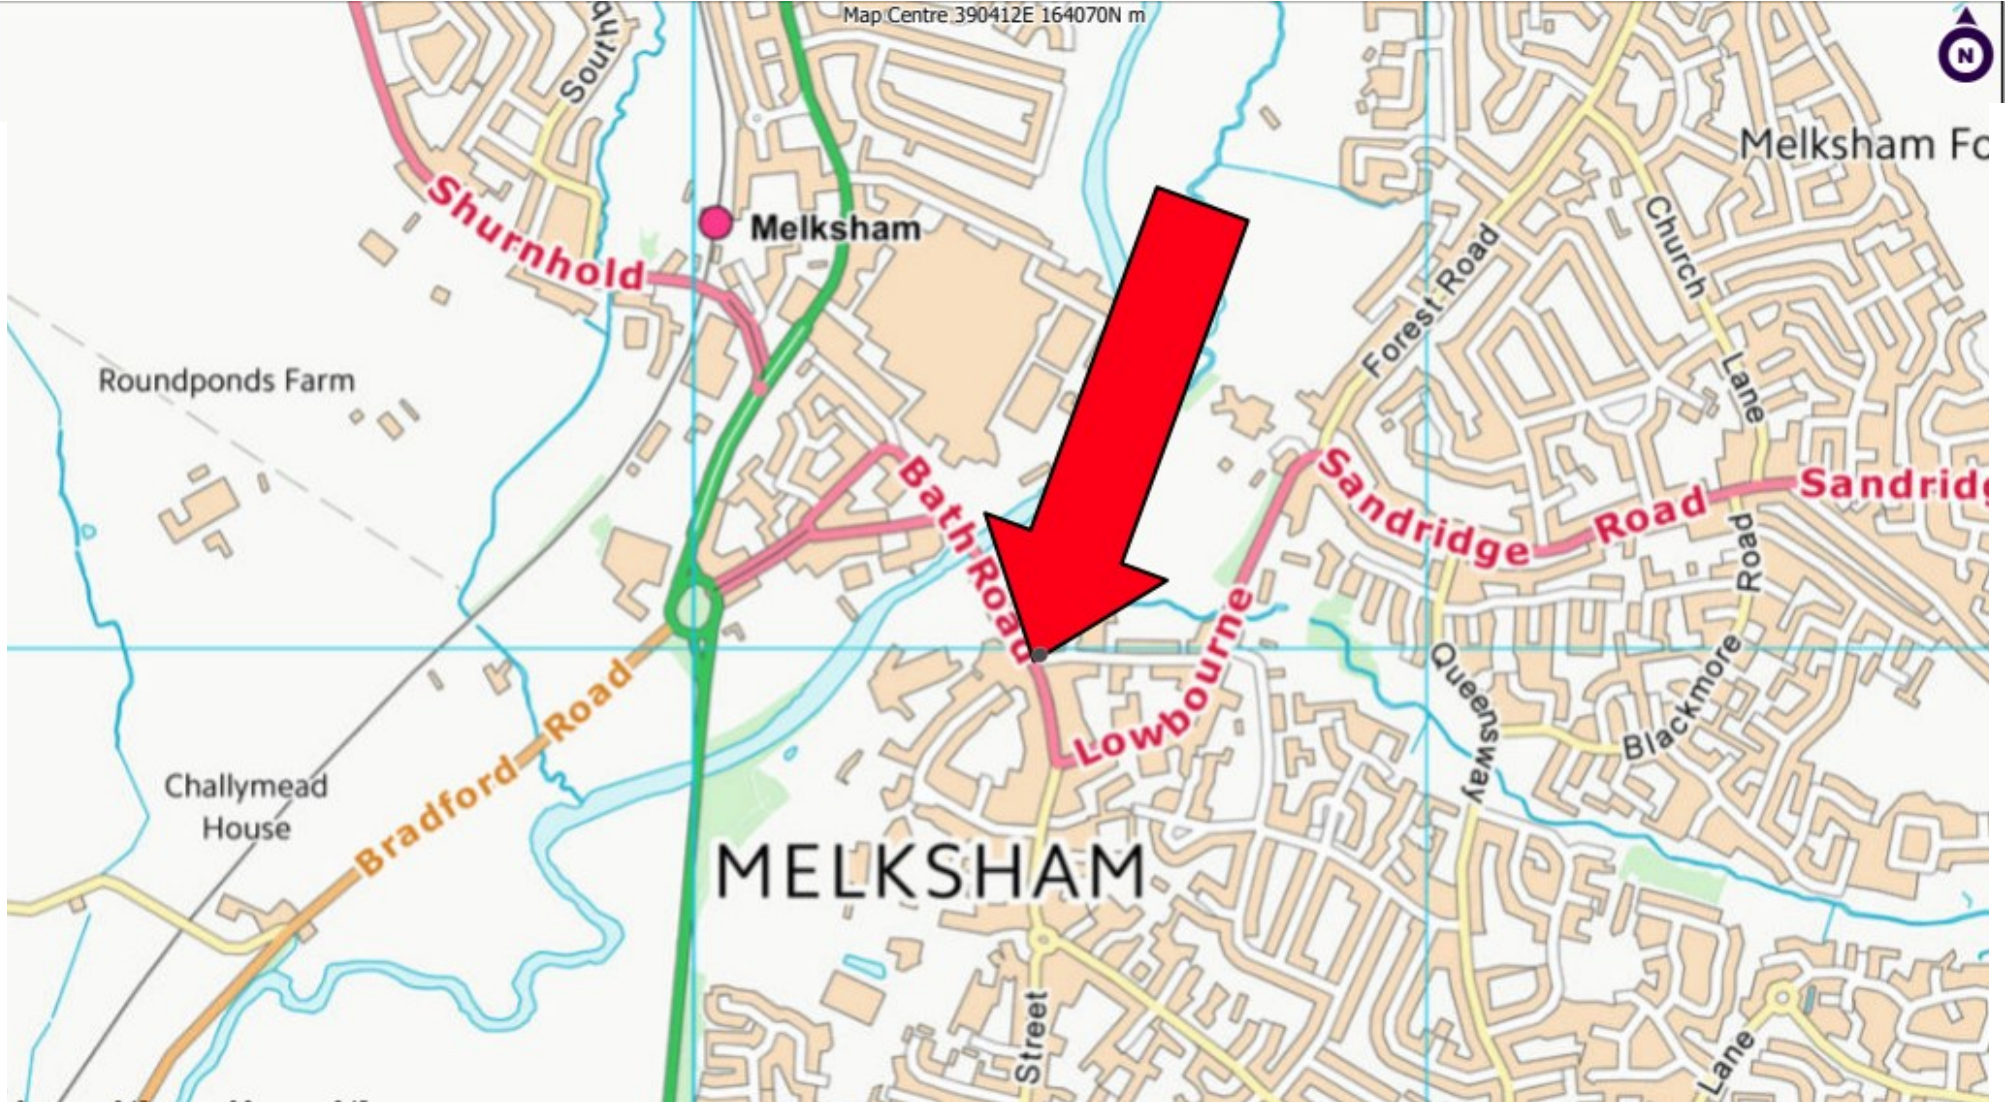 Map Centre 390412E 164070N m
N
South
Melksham Fo
Shurnhold
Melksham
Church
Lane
Forest Road
Roundponds Farm
Bath Road
Sandridge Road
Sandridg
Road
Lowbourne
Bradford Road
Queensway
Blackmore
Challymead
House
MELKSHAM
Street
Lane